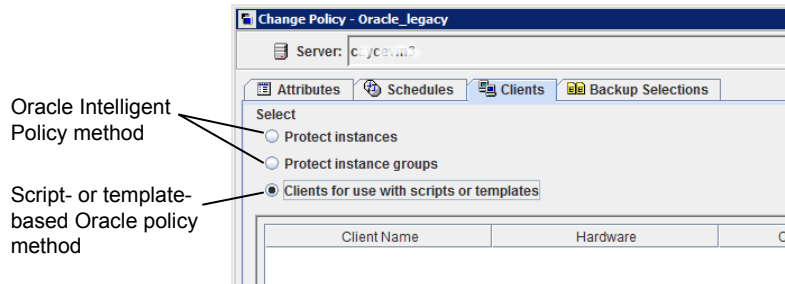 Change Policy - Oracle_legacy
Server:
Attributes
Schedules
Clients
Backup Selections
Select
Oracle Intelligent
Policy method
Protect instances
Protect instance groups
Script- or template-
based Oracle policy
method
Clients for use with scripts or templates
Client Name
Hardware